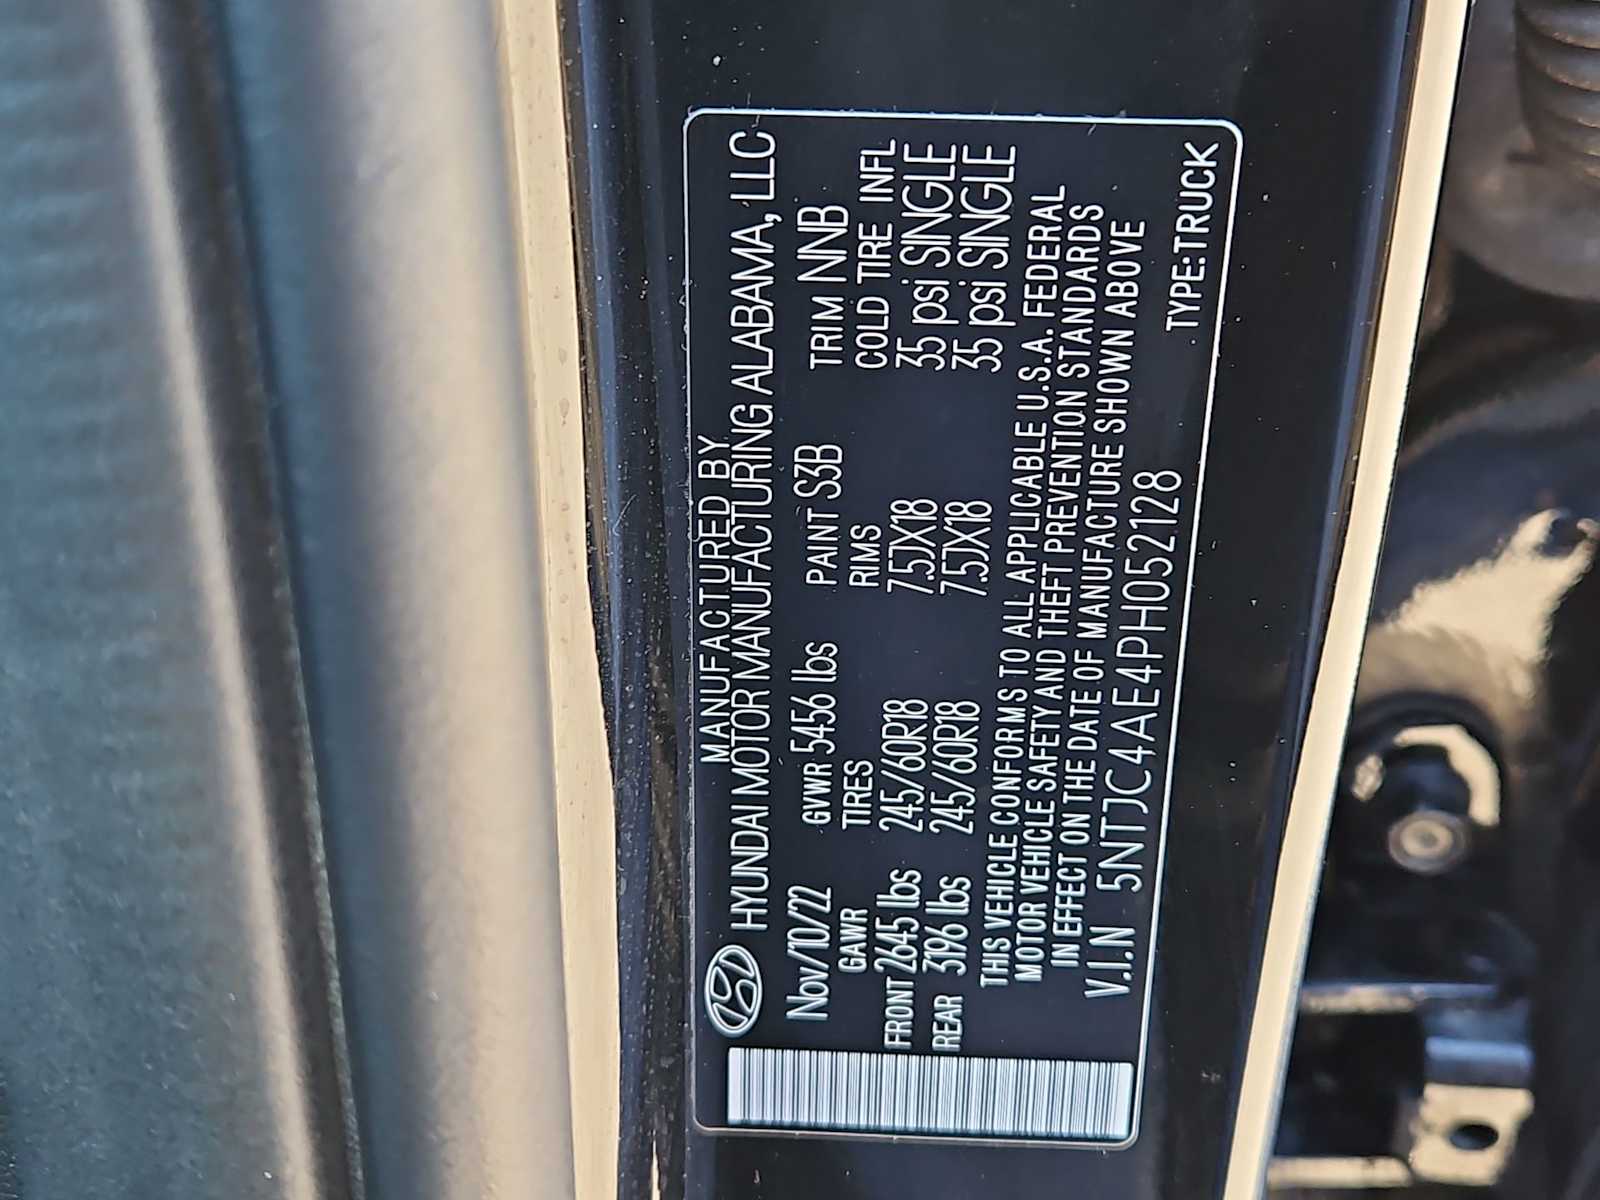 MANUFACTURED BY
HYUNDAI MOTOR MANUFACTURING ALABAMA, LLC
Nov/10/22 GVWR 5456 lbs PAINT S3B TRIM NNB
GAWR TIRES RIMS COLD TIRE INFL
FRONT 2645 lbs 245/60R18 7.5JX18 35 psi SINGLE
REAR 3196 lbs 245/60R18 7.5JX18 35 psi SINGLE
THIS VEHICLE CONFORMS TO ALL APPLICABLE U.S.A. FEDERAL
MOTOR VEHICLE SAFETY AND THEFT PREVENTION STANDARDS
IN EFFECT ON THE DATE OF MANUFACTURE SHOWN ABOVE
V.I.N 5NTJC4AE4PH052128 TYPE:TRUCK